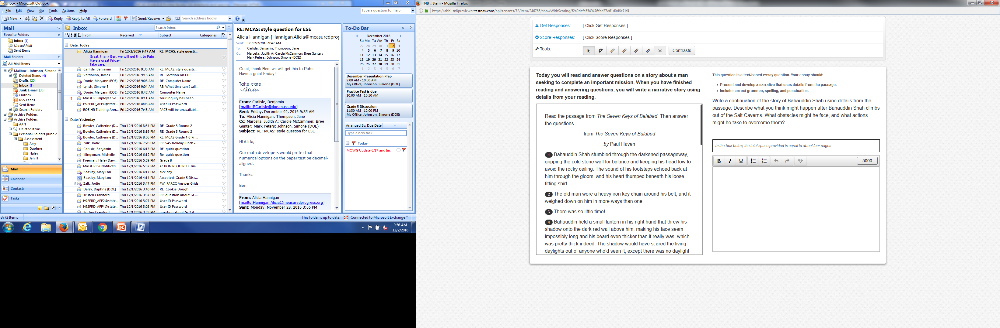 Inbox - Microsoft Outlook
File Edit View Go Tools Actions Help
Type a question for help
New Reply Reply to All Forward Send/Receive Search address books
Mail
Favorite Folders
Inbox (1)
Unread Mail
Sent Items
Mail Folders
All Mail Items
Mailbox - Johnson, Simone
Deleted Items (4)
Drafts [20]
Inbox (1)
Junk E-mail [35]
Outbox
RSS Feeds
Sent Items
Search Folders
Archive Folders
Archive Folders
AAN
Deleted Items
Personal Folders (June 2
Assessment
Amy
Daphne
Haley
Jen H
Mail
Calendar
Contacts
Tasks
Inbox
Search Inbox
From Received Subject Categories
Date: Today
Alicia Hannigan Fri 12/2/2016 9:47 AM RE: MCAS: style questi...
Great, thank Ben, we will get this to Pubs.
Have a great Friday!
Take care,
Carlisle, Benjamin Fri 12/2/2016 9:35 AM RE: MCAS: style questi...
Verdolino, James Fri 12/2/2016 9:15 AM RE: Location on FTP
Donie, Maryann (EOE) Fri 12/2/2016 9:06 AM RE: Computer Name
Lynch, Simone E Fri 12/2/2016 9:04 AM RE: What time can I call...
Donie, Maryann (EOE) Fri 12/2/2016 8:42 AM Computer Name
MassHR Employee Se... Fri 12/2/2016 8:11 AM Your Inquiry has been ...
H92PRD_APP4@state... Fri 12/2/2016 8:03 AM User ID Password
EOE HR Training Ann... Fri 12/2/2016 7:45 AM PACE will be unavailabl...
Date: Yesterday
Bowler, Catherine (D... Thu 12/1/2016 8:34 PM RE: Grade 3 Round 2
Bowler, Catherine (D... Thu 12/1/2016 8:19 PM RE: Grade 3 Round 2
Bowler, Catherine (D... Thu 12/1/2016 8:06 PM RE: MCAS Grade 4-8 Pri...
Zalk, Jodie Thu 12/1/2016 7:28 PM RE: SAS holiday lunch -...
Carlisle, Benjamin Thu 12/1/2016 6:13 PM RE: quick question
Klingeman, Michelle Thu 12/1/2016 6:12 PM Re: quick question
Freeman, Haley Daw... Thu 12/1/2016 5:59 PM Grade 8
MassHRESCNotificati... Thu 12/1/2016 5:07 PM ACTION REQUIRED: Tim...
Beasley, Mary Lou Thu 12/1/2016 4:17 PM sick day
Beasley, Mary Lou Thu 12/1/2016 4:14 PM Accepted: Grade 5 Disc...
Zalk, Jodie Thu 12/1/2016 3:47 PM FW: PARCC Answer Grids
Daley, Daphne (DOE) Thu 12/1/2016 3:40 PM RE: Cookie Dough
Kristen Crawford Thu 12/1/2016 3:37 PM RE: question about Gr ...
H92PRD_APP2@state... Thu 12/1/2016 3:27 PM User ID Password
H92PRD_APP4@state... Thu 12/1/2016 3:26 PM User ID Password
Kristen Crawford Thu 12/1/2016 3:23 PM question about Gr 7 it...
RE: MCAS: style question for ESE
Alicia Hannigan [Hannigan.Alicia@measuredprog
Sent: Fri 12/2/2016 9:47 AM
To: Carlisle, Benjamin; Thompson, Jane
Cc: Marcella, Judith A; Carole McCammon; Bree Gunter;
Mark Peters; Johnson, Simone (DOE)
Great, thank Ben, we will get this to Pubs.
Have a great Friday!
Take care,
~Alicia
From: Carlisle, Benjamin
[mailto:BCarlisle@doe.mass.edu]
Sent: Friday, December 02, 2016 9:35 AM
To: Alicia Hannigan; Thompson, Jane
Cc: Marcella, Judith A; Carole McCammon; Bree
Gunter; Mark Peters; Johnson, Simone (DOE)
Subject: RE: MCAS: style question for ESE
Hi Alicia,
Our math developers would prefer that
numerical options on the paper test be decimal-
aligned.
Thanks.
Ben
From: Alicia Hannigan
[mailto:Hannigan.Alicia@measuredprogress.org]
Sent: Monday, November 28, 2016 3:06 PM
To-Do Bar
December 2016
Su Mo Tu We Th Fr Sa
27 28 29 30 1 2 3
4 5 6 7 8 9 10
11 12 13 14 15 16 17
18 19 20 21 22 23 24
25 26 27 28 29 30 31
1 2 3 4 5 6 7
December Presentation Prep
9:00 AM - 10:00 AM
My Office; Johnson, Simone (DOE)
Practice Test is due
10:00 AM - 10:30 AM
Grade 5 Discussion
11:30 AM - 12:00 PM
My Office; Johnson, Simone (DOE)
Arranged By: Due Date
Type a new task
Today
MOWG Update 6/17 and Im...
3772 Items
This folder is up to date. Connected to Microsoft Exchange
9:56 AM
12/2/2016
TN8 ::: Item - Mozilla Firefox
https://abbi-tn8previewer.testnav.com/api/tenants/72/item/246766/showWithScoring/f2a9defa5549476fad37d61d0d6e71f4
Get Responses: [ Click Get Responses ]
Score Responses: [ Click Score Responses ]
Tools: Contrasts
Today you will read and answer questions on a story about a man
seeking to complete an important mission. When you have finished
reading and answering questions, you will write a narrative story using
details from your reading.
Read the passage from The Seven Keys of Balabad. Then answer
the questions.
from The Seven Keys of Balabad
by Paul Haven
1 Bahauddin Shah stumbled through the darkened passageway,
gripping the cold stone wall for balance and keeping his head low to
avoid the rocky ceiling. The sound of his footsteps echoed back at
him through the gloom, and his heart thumped beneath his loose-
fitting shirt.
2 The old man wore a heavy iron key chain around his belt, and it
weighed down on him in more ways than one.
3 There was so little time!
4 Bahauddin held a small lantern in his right hand that threw his
shadow onto the dark red wall above him, making his face seem
impossibly long and his beard even thicker than it really was, which
was pretty thick indeed. The shadow would have scared the living
daylights out of anyone who'd seen it, except there was no daylight
This question is a text-based essay question. Your essay should:
• Present and develop a narrative that uses details from the passage.
• Include correct grammar, spelling, and punctuation.
Write a continuation of the story of Bahauddin Shah using details from the
passage. Describe what you think might happen after Bahauddin Shah climbs
out of the Salt Caverns. What obstacles might he face, and what actions
might he take to overcome them?
In the box below, the total space provided is equal to about four pages.
B I U abc 5000